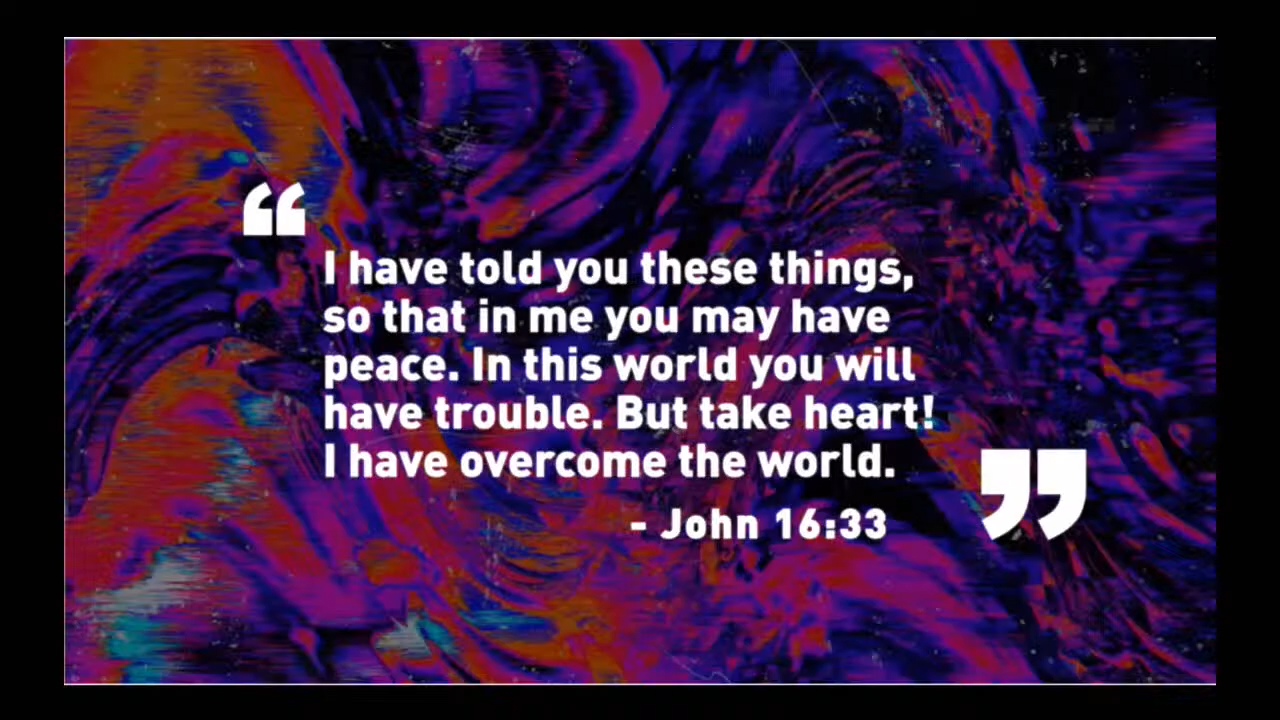 “
I have told you these things,
so that in me you may have
peace. In this world you will
have trouble. But take heart!
I have overcome the world.
”
- John 16:33